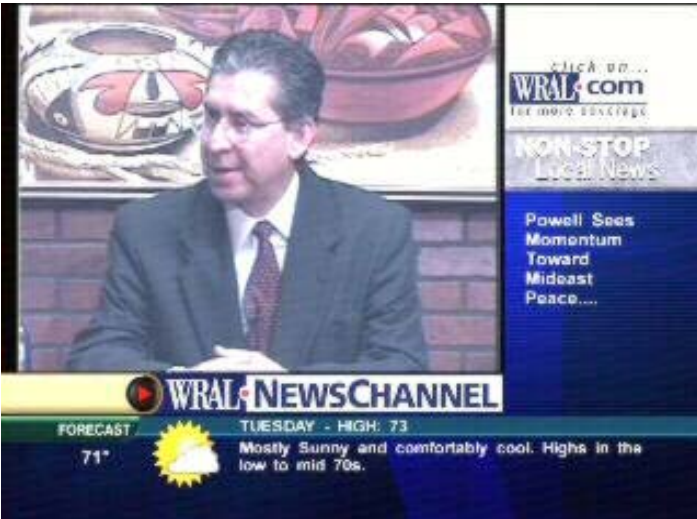 click on...
WRAL.com
for more coverage
NON-STOP
Local News
Powell Sees
Momentum
Toward
Mideast
Peace....
WRAL NEWSCHANNEL
FORECAST
71°
TUESDAY - HIGH: 73
Mostly Sunny and comfortably cool. Highs in the
low to mid 70s.